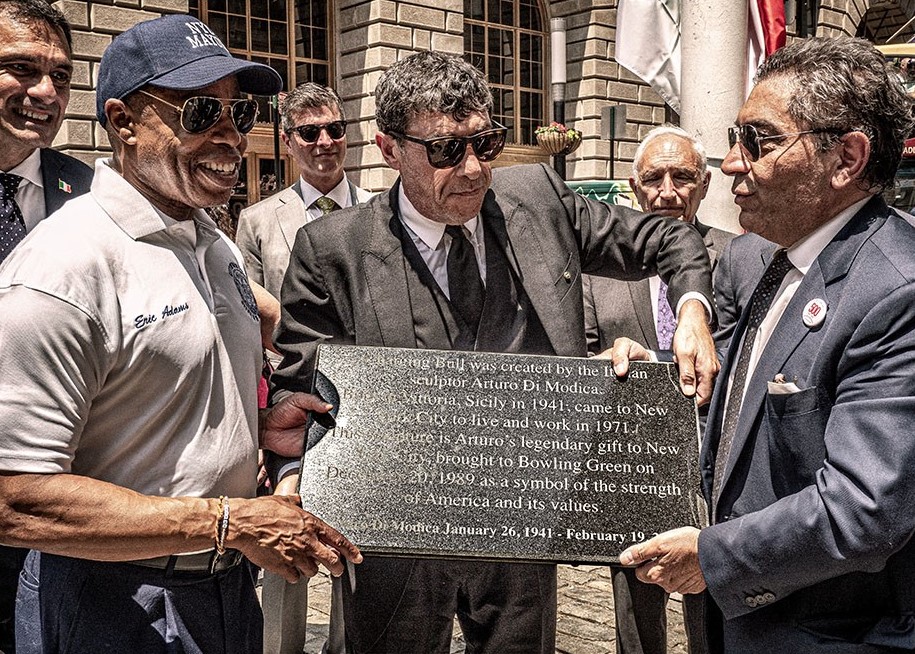 Eric Adams
500
Bull was created by the
sculptor Arturo Di Modica.
Vittoria, Sicily in 1941, came to New
City to live and work in 1971.
is Arturo's legendary gift to New
brought to Bowling Green on
20, 1989 as a symbol of the strength
of America and its values.
Di Modica January 26, 1941 - February 19,